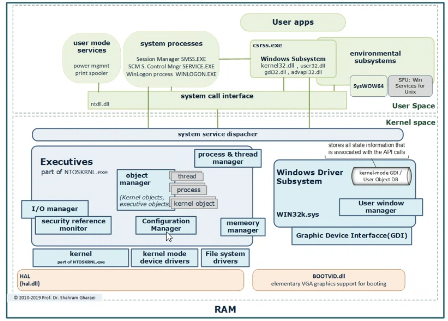 User apps
user mode
services
power mgmnt
print spooler
system processes
Session Manager SMSS.EXE
SCM:S. Control Mngr SERVICE.EXE
WinLogon process WINLOGON.EXE
csrss.exe
Windows Subsystem
kernel32.dll , user32.dll
gdi32.dll , advapi32.dll
environmental
subsystems
SysWOW64
SFU: Win
Services for
Unix
system call interface
ntdll.dll
User Space
Kernel space
system service dispacher
Executives
part of NTOSKRNL.exe
process & thread
manager
object
manager
(Kernel objects,
executive objects)
thread
process
kernel object
I/O manager
security reference
monitor
Configuration
Manager
memeory
manager
stores all state information that
is associated with the API calls
Windows Driver
Subsystem
kernel-mode GDI /
User Object DB
WIN32k.sys
User window
manager
Graphic Device Interface(GDI)
kernel
part of NTOSKRNL.exe
kernel mode
device drivers
File system
drivers
HAL
(hal.dll)
BOOTVID.dll
elementary VGA graphics support for booting
© 2010-2019 Prof. Dr. Shahram Gharaei
RAM